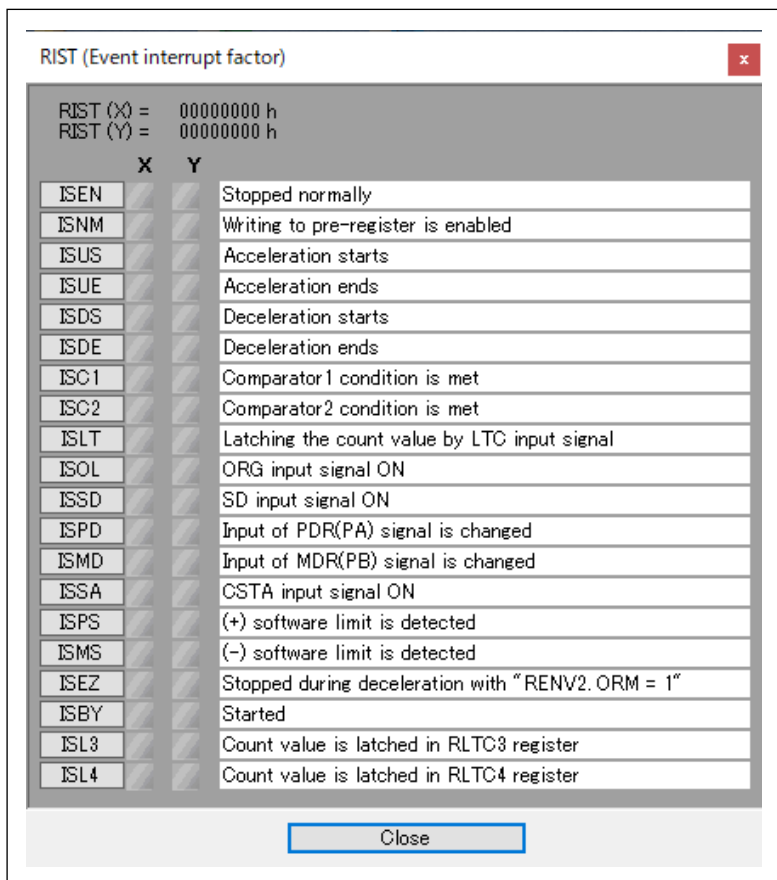 RIST (Event interrupt factor)
x
RIST (X) = 00000000 h
RIST (Y) = 00000000 h
X Y
ISEN Stopped normally
ISNM Writing to pre-register is enabled
ISUS Acceleration starts
ISUE Acceleration ends
ISDS Deceleration starts
ISDE Deceleration ends
ISC1 Comparator1 condition is met
ISC2 Comparator2 condition is met
ISLT Latching the count value by LTC input signal
ISOL ORG input signal ON
ISSD SD input signal ON
ISPD Input of PDR(PA) signal is changed
ISMD Input of MDR(PB) signal is changed
ISSA CSTA input signal ON
ISPS (+) software limit is detected
ISMS (-) software limit is detected
ISEZ Stopped during deceleration with "RENV2.ORM = 1"
ISBY Started
ISL3 Count value is latched in RLTC3 register
ISL4 Count value is latched in RLTC4 register
Close